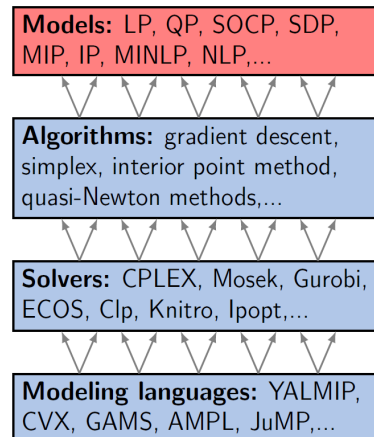 Models: LP, QP, SOCP, SDP,
MIP, IP, MINLP, NLP,...
Algorithms: gradient descent,
simplex, interior point method,
quasi-Newton methods,...
Solvers: CPLEX, Mosek, Gurobi,
ECOS, Clp, Knitro, Ipopt,...
Modeling languages: YALMIP,
CVX, GAMS, AMPL, JuMP,...